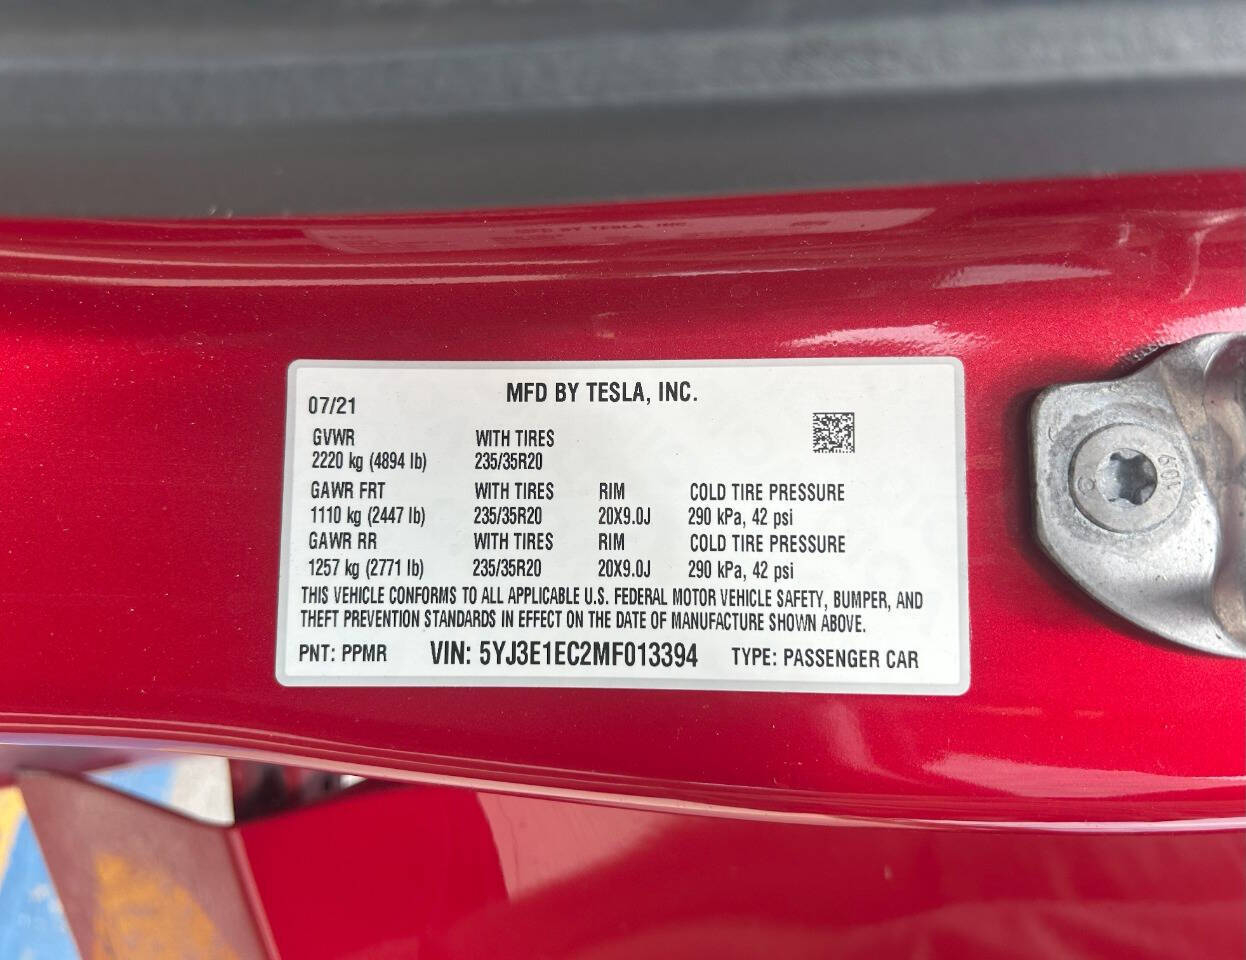 MFD BY TESLA, INC.
07/21
GVWR WITH TIRES
2220 kg (4894 lb) 235/35R20
GAWR FRT WITH TIRES RIM COLD TIRE PRESSURE
1110 kg (2447 lb) 235/35R20 20X9.0J 290 kPa, 42 psi
GAWR RR WITH TIRES RIM COLD TIRE PRESSURE
1257 kg (2771 lb) 235/35R20 20X9.0J 290 kPa, 42 psi
THIS VEHICLE CONFORMS TO ALL APPLICABLE U.S. FEDERAL MOTOR VEHICLE SAFETY, BUMPER, AND
THEFT PREVENTION STANDARDS IN EFFECT ON THE DATE OF MANUFACTURE SHOWN ABOVE.
PNT: PPMR VIN: 5YJ3E1EC2MF013394 TYPE: PASSENGER CAR